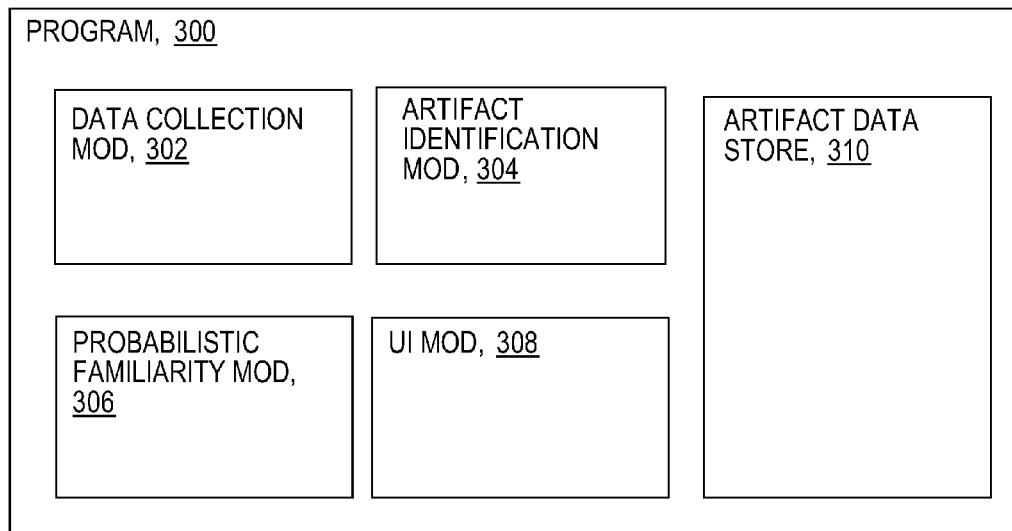 PROGRAM, 300
DATA COLLECTION
MOD, 302
ARTIFACT
IDENTIFICATION
MOD, 304
ARTIFACT DATA
STORE, 310
PROBABILISTIC
FAMILIARITY MOD,
306
UI MOD, 308